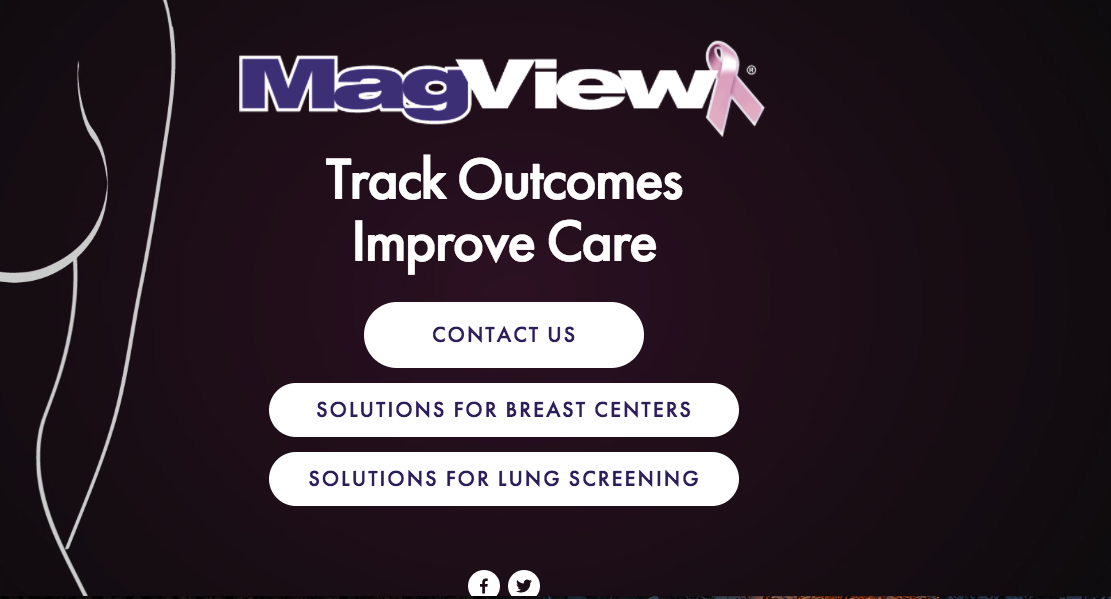 MagView®
Track Outcomes
Improve Care
CONTACT US
SOLUTIONS FOR BREAST CENTERS
SOLUTIONS FOR LUNG SCREENING